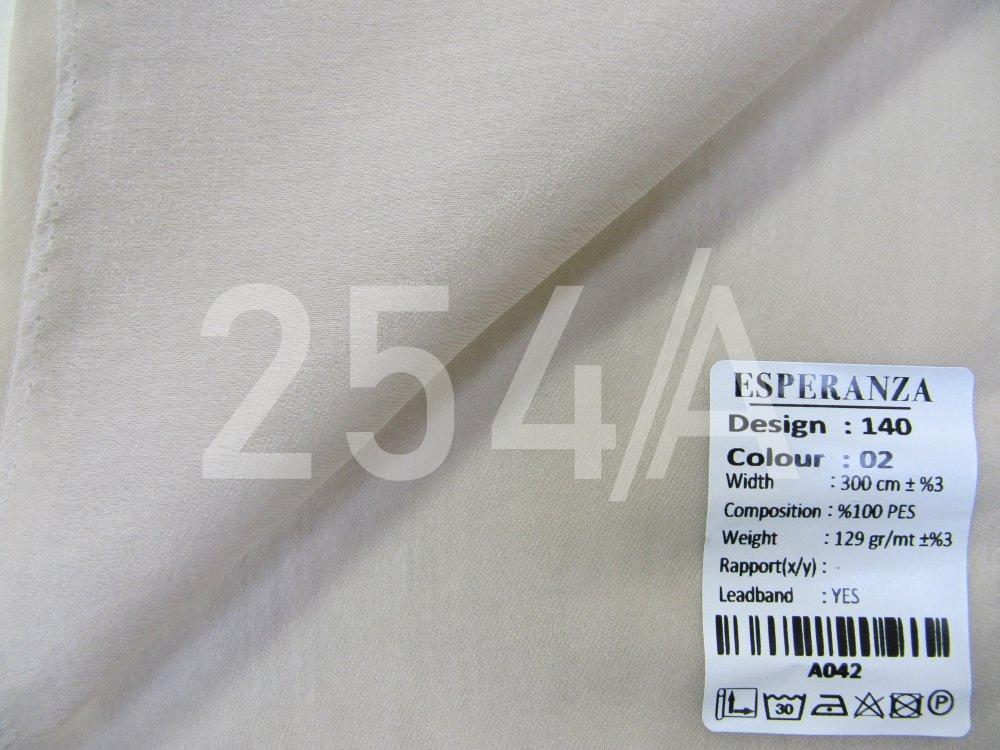 254/A
ESPERANZA
Design : 140
Colour : 02
Width : 300 cm ± %3
Composition : %100 PES
Weight : 129 gr/mt ±%3
Rapport(x/y) : -
Leadband : YES
A042
30 P